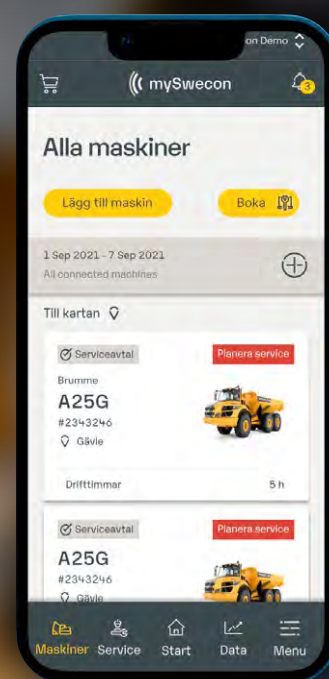 on Demo
mySwecon
3
Alla maskiner
Lägg till maskin
Boka
1 Sep 2021 - 7 Sep 2021
All connected machines
Till kartan
Serviceavtal
Planera service
Brumme
A25G
#2343246
Gävle
Drifttimmar 5 h
Serviceavtal
Planera service
A25G
#2343246
Gävle
Maskiner Service Start Data Menu